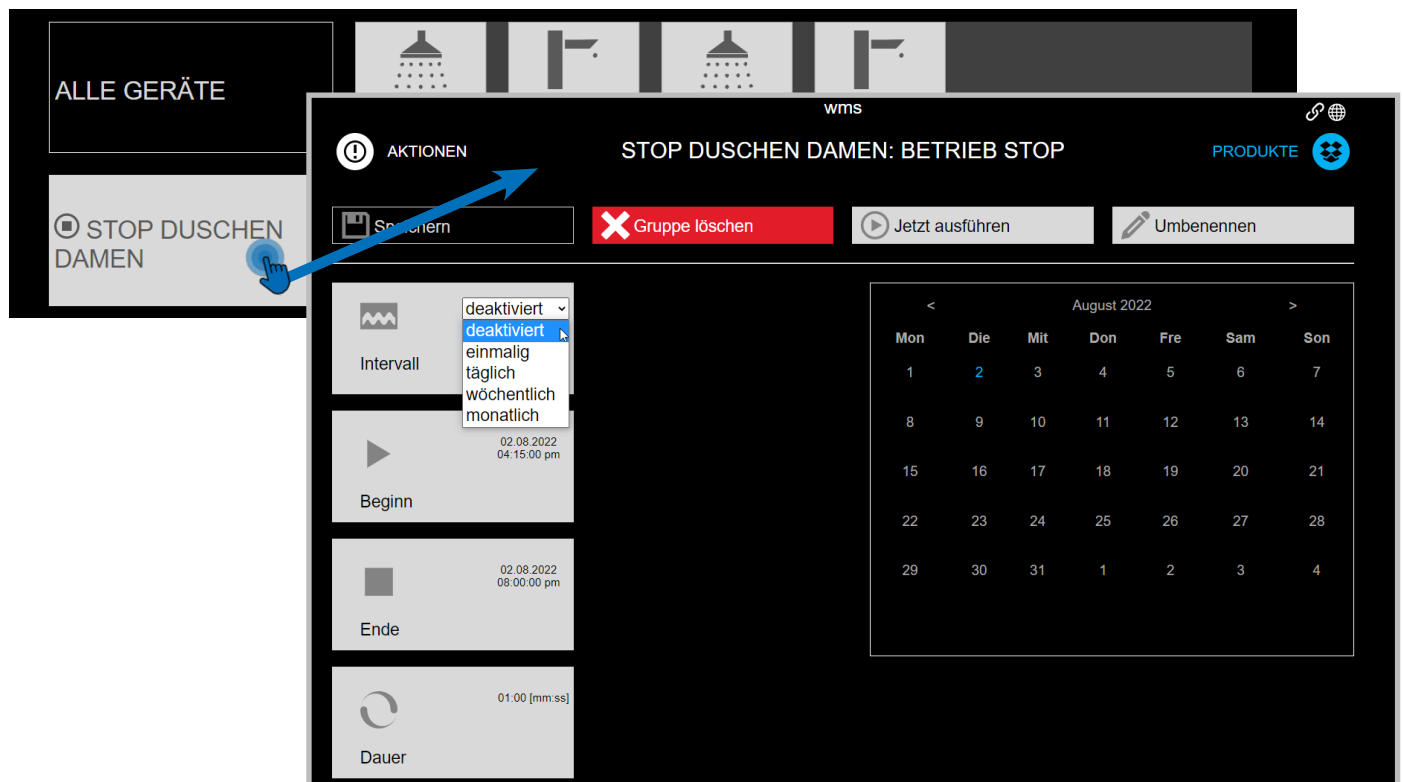 ALLE GERÄTE
STOP DUSCHEN
DAMEN
wms
AKTIONEN
STOP DUSCHEN DAMEN: BETRIEB STOP
PRODUKTE
Speichern
Gruppe löschen
Jetzt ausführen
Umbenennen
deaktiviert
deaktiviert
einmalig
täglich
wöchentlich
monatlich
Intervall
02.08.2022
04:15:00 pm
Beginn
02.08.2022
08:00:00 pm
Ende
01:00 [mm:ss]
Dauer
< August 2022 >
Mon Die Mit Don Fre Sam Son
1 2 3 4 5 6 7
8 9 10 11 12 13 14
15 16 17 18 19 20 21
22 23 24 25 26 27 28
29 30 31 1 2 3 4